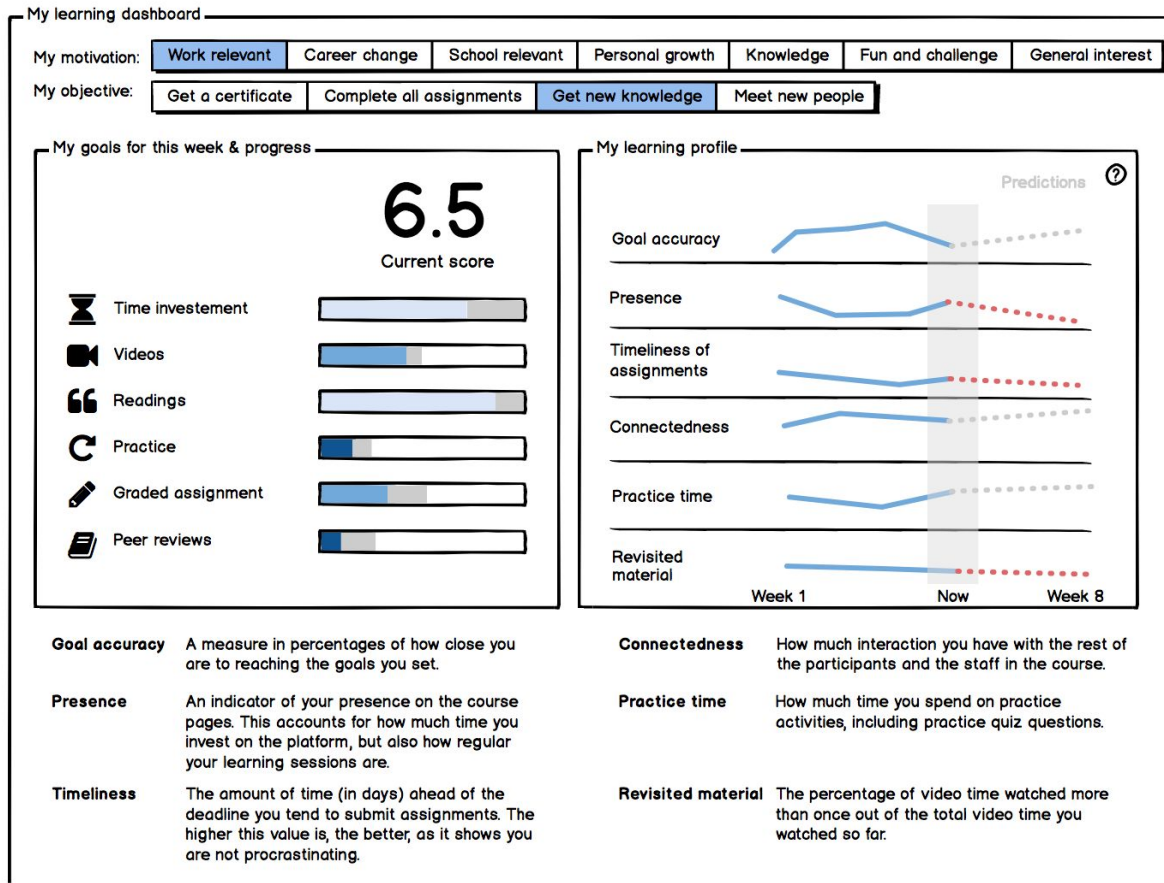 My learning dashboard
My motivation: Work relevant Career change School relevant Personal growth Knowledge Fun and challenge General interest
My objective: Get a certificate Complete all assignments Get new knowledge Meet new people
My goals for this week & progress
6.5
Current score
Time investement
Videos
Readings
Practice
Graded assignment
Peer reviews
My learning profile
Predictions ?
Goal accuracy
Presence
Timeliness of
assignments
Connectedness
Practice time
Revisited
material
Week 1 Now Week 8
Goal accuracy A measure in percentages of how close you
are to reaching the goals you set.
Presence An indicator of your presence on the course
pages. This accounts for how much time you
invest on the platform, but also how regular
your learning sessions are.
Timeliness The amount of time (in days) ahead of the
deadline you tend to submit assignments. The
higher this value is, the better, as it shows you
are not procrastinating.
Connectedness How much interaction you have with the rest of
the participants and the staff in the course.
Practice time How much time you spend on practice
activities, including practice quiz questions.
Revisited material The percentage of video time watched more
than once out of the total video time you
watched so far.